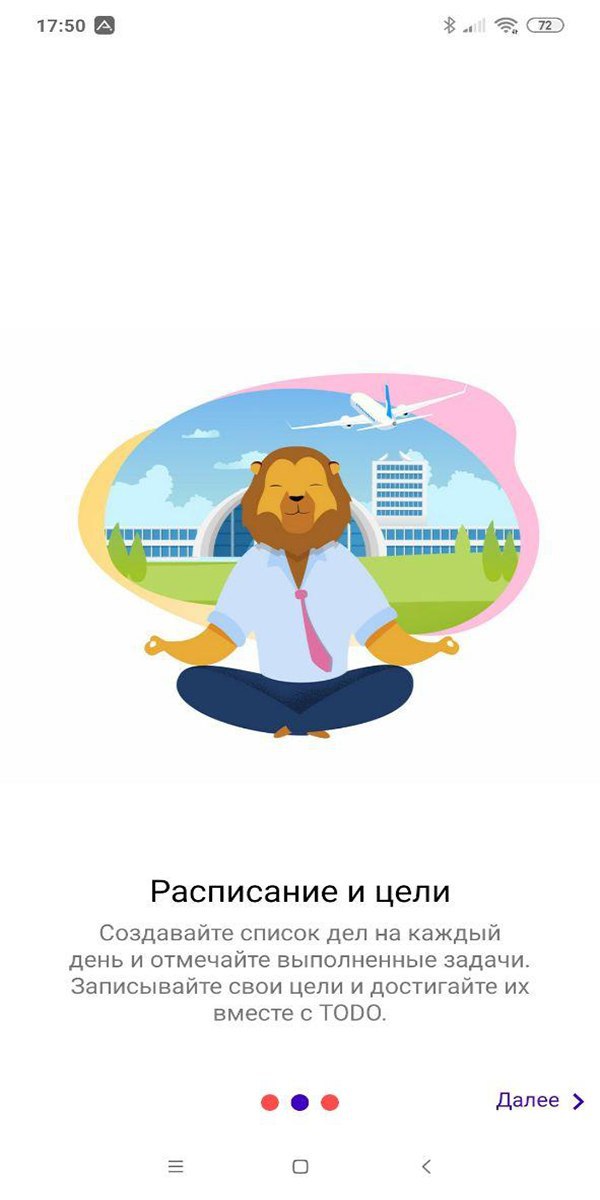 17:50
72
Расписание и цели
Создавайте список дел на каждый
день и отмечайте выполненные задачи.
Записывайте свои цели и достигайте их
вместе с TODO.
Далее